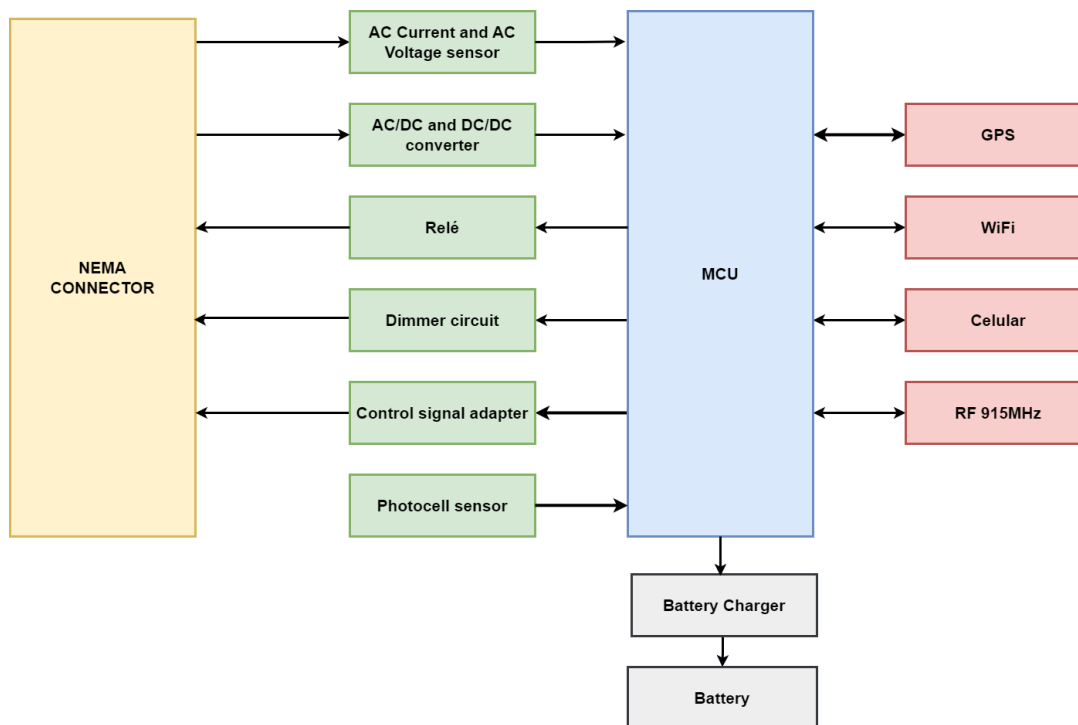 AC Current and AC
Voltage sensor
AC/DC and DC/DC
converter
GPS
Relé
WiFi
NEMA
CONNECTOR
MCU
Dimmer circuit
Celular
Control signal adapter
RF 915MHz
Photocell sensor
Battery Charger
Battery